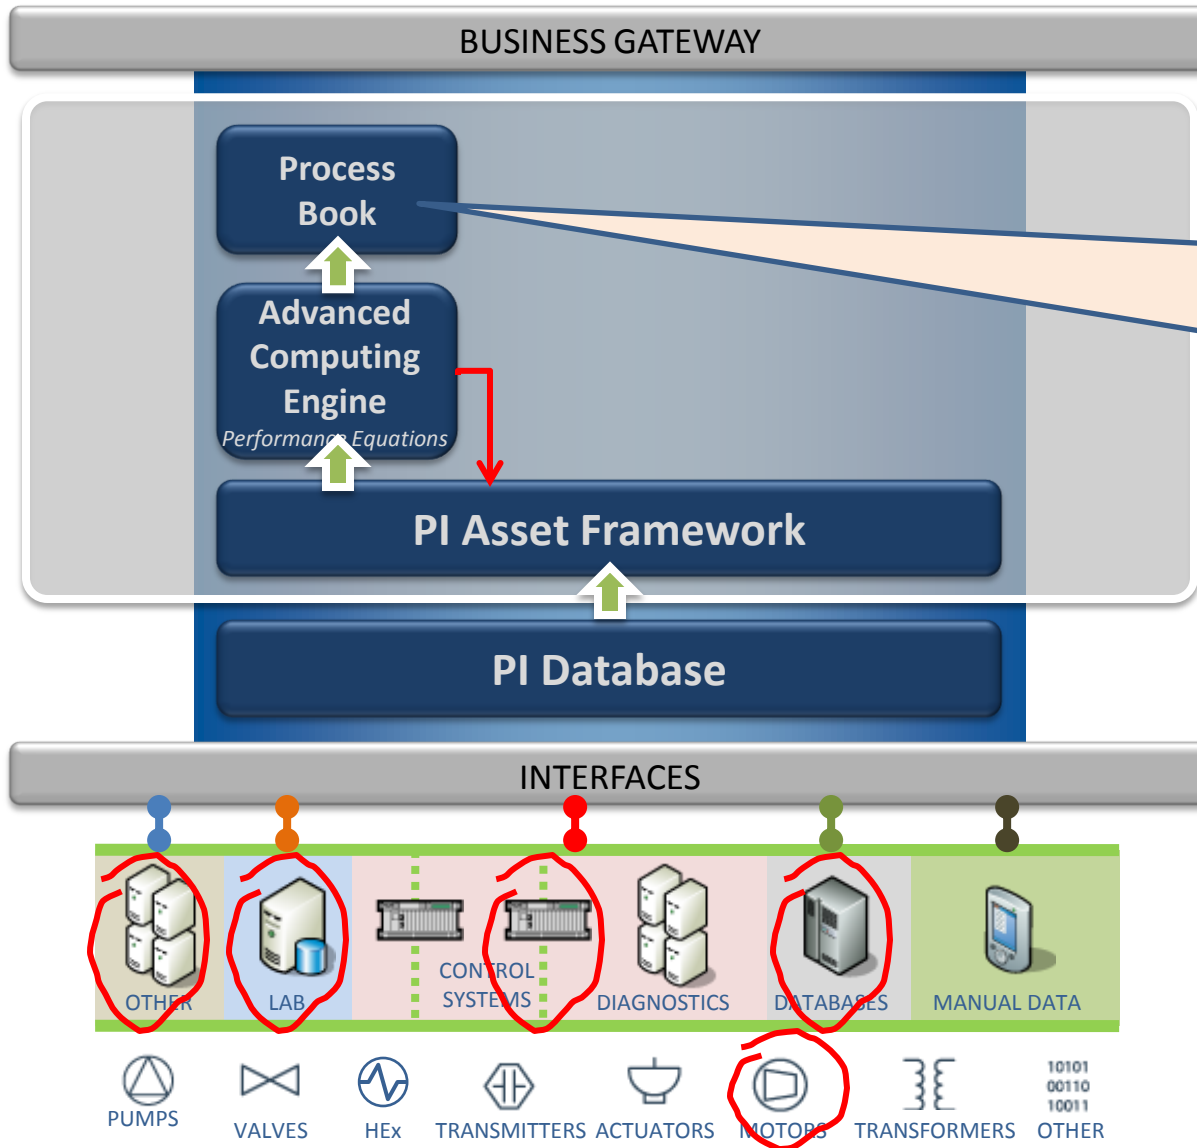 BUSINESS GATEWAY
Process
Book
Advanced
Computing
Engine
Performance Equations
PI Asset Framework
PI Database
INTERFACES
OTHER
LAB
CONTROL
SYSTEMS
DIAGNOSTICS
DATABASES
MANUAL DATA
PUMPS
VALVES
HEx
TRANSMITTERS
ACTUATORS
MOTORS
TRANSFORMERS
10101
00110
10011
OTHER